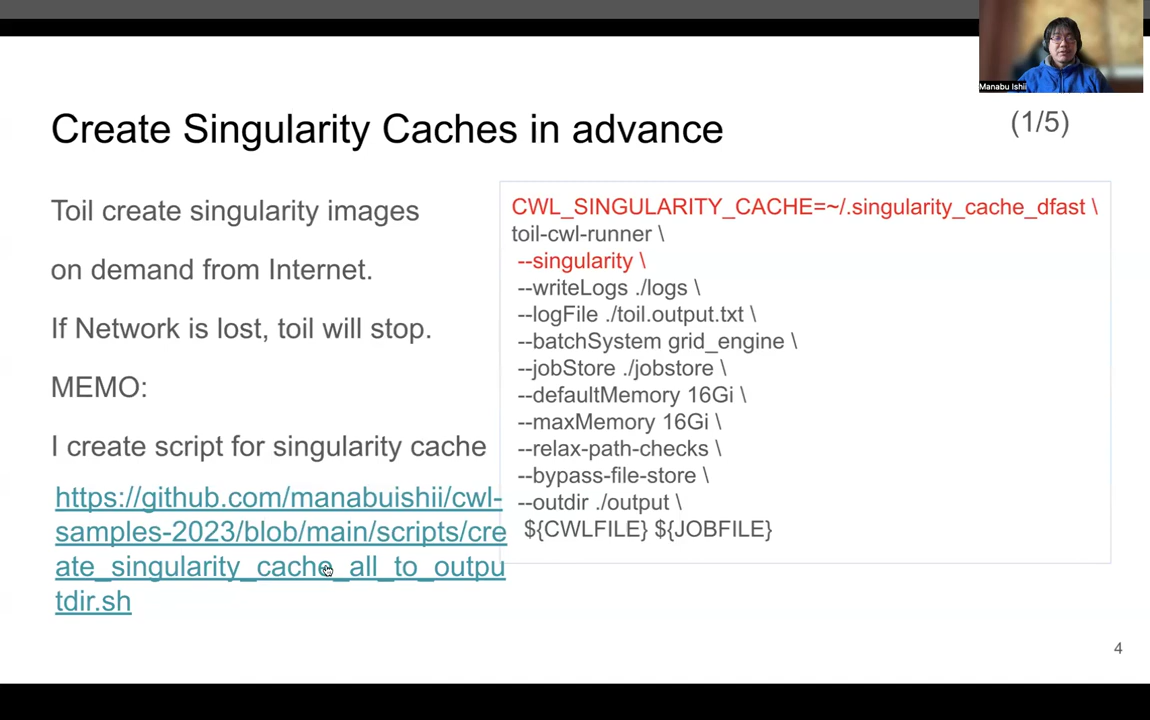 Manabu Ishii
Create Singularity Caches in advance
(1/5)
Toil create singularity images
on demand from Internet.
If Network is lost, toil will stop.
MEMO:
I create script for singularity cache
https://github.com/manabuishii/cwl-
samples-2023/blob/main/scripts/cre
ate_singularity_cache_all_to_outpu
tdir.sh
CWL_SINGULARITY_CACHE=~/.singularity_cache_dfast \
toil-cwl-runner \
--singularity \
--writeLogs ./logs \
--logFile ./toil.output.txt \
--batchSystem grid_engine \
--jobStore ./jobstore \
--defaultMemory 16Gi \
--maxMemory 16Gi \
--relax-path-checks \
--bypass-file-store \
--outdir ./output \
${CWLFILE} ${JOBFILE}
4